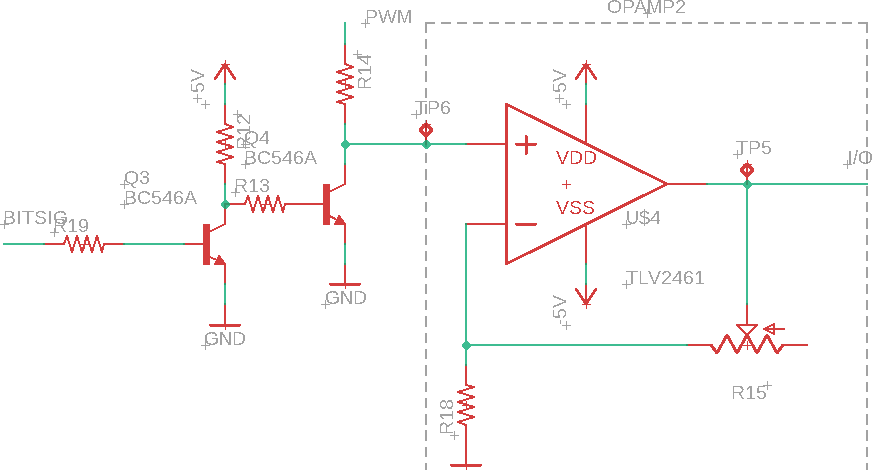 OPAMP2
PWM
+5V
R14
+5V
R12
Q4
BC546A
TP6
TP5
I/O
VDD
VSS
Q3
BC546A
R13
BITSIG
R19
U$4
TLV2461
GND
-5V
GND
R15
R18